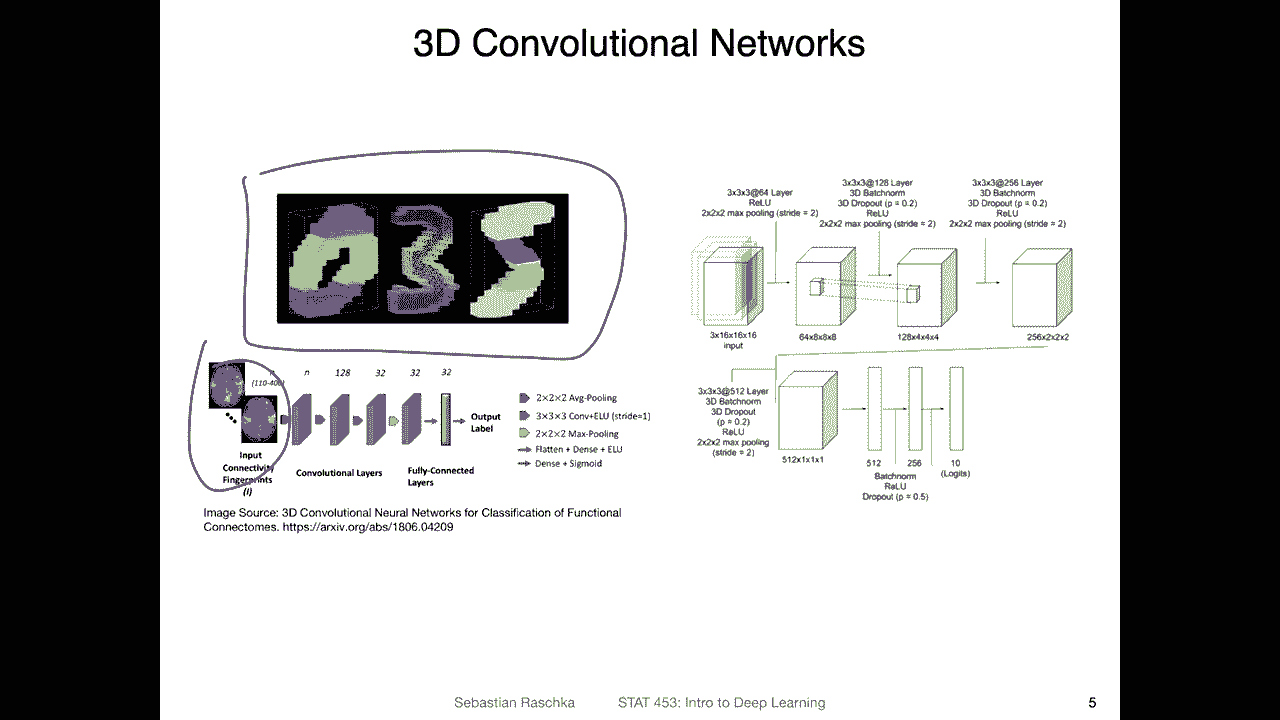 3D Convolutional Networks
3x3x3@64 Layer
ReLU
2x2x2 max pooling (stride = 2)
3x3x3@128 Layer
3D Batchnorm
3D Dropout (p = 0.2)
ReLU
2x2x2 max pooling (stride = 2)
3x3x3@256 Layer
3D Batchnorm
3D Dropout (p = 0.2)
ReLU
2x2x2 max pooling (stride = 2)
3x16x16x16
input
64x8x8x8
128x4x4x4
256x2x2x2
n
(110-400)
n
128
32
32
32
Output
Label
2×2×2 Avg-Pooling
3×3×3 Conv+ELU (stride=1)
2×2×2 Max-Pooling
Flatten + Dense + ELU
Dense + Sigmoid
Input
Connectivity
Fingerprints
(I)
Convolutional Layers
Fully-Connected
Layers
3x3x3@512 Layer
3D Batchnorm
3D Dropout
(p = 0.2)
ReLU
2x2x2 max pooling
(stride = 2)
512x1x1x1
512
256
10
(Logits)
Batchnorm
ReLU
Dropout (p = 0.5)
Image Source: 3D Convolutional Neural Networks for Classification of Functional
Connectomes. https://arxiv.org/abs/1806.04209
Sebastian Raschka STAT 453: Intro to Deep Learning 5